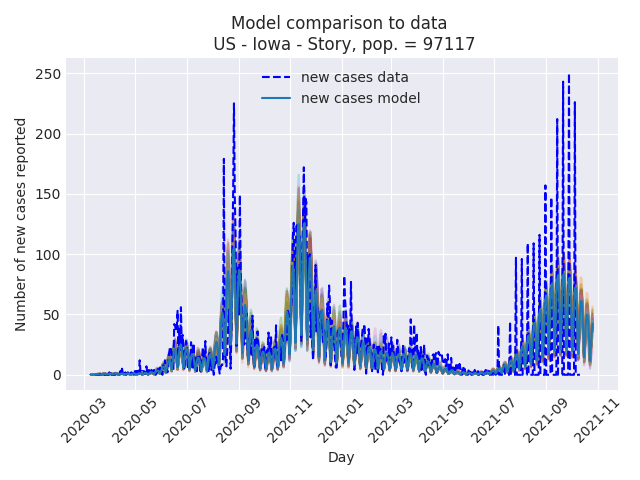 Model comparison to data
US - Iowa - Story, pop. = 97117
new cases data
new cases model
Number of new cases reported
250
200
150
100
50
0
2020-03
2020-05
2020-07
2020-09
2020-11
2021-01
2021-03
2021-05
2021-07
2021-09
2021-11
Day